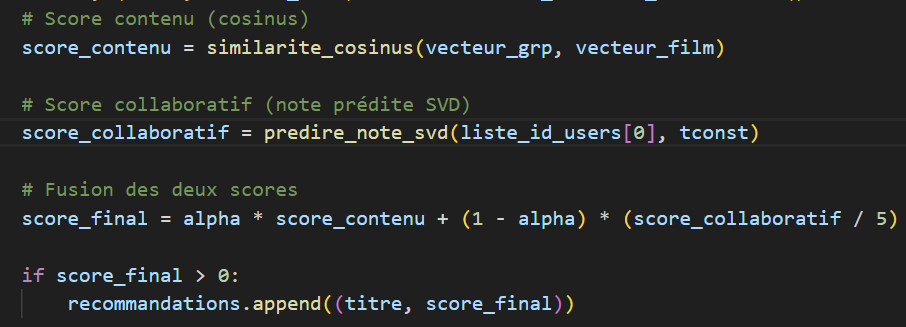 # Score contenu (cosinus)
score_contenu = similarite_cosinus(vecteur_grp, vecteur_film)
# Score collaboratif (note prédite SVD)
score_collaboratif = predire_note_svd(liste_id_users[0], tconst)
# Fusion des deux scores
score_final = alpha * score_contenu + (1 - alpha) * (score_collaboratif / 5)
if score_final > 0:
    recommandations.append((titre, score_final))